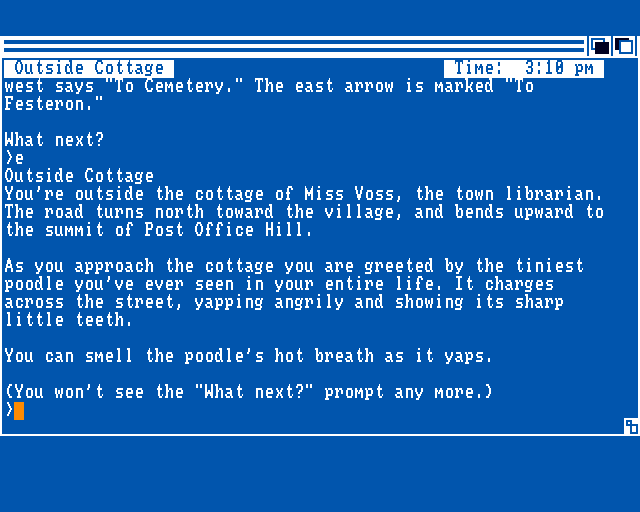 Outside Cottage Time: 3:10 pm
west says "To Cemetery." The east arrow is marked "To
Festeron."
What next?
>e
Outside Cottage
You're outside the cottage of Miss Voss, the town librarian.
The road turns north toward the village, and bends upward to
the summit of Post Office Hill.
As you approach the cottage you are greeted by the tiniest
poodle you've ever seen in your entire life. It charges
across the street, yapping angrily and showing its sharp
little teeth.
You can smell the poodle's hot breath as it yaps.
(You won't see the "What next?" prompt any more.)
>